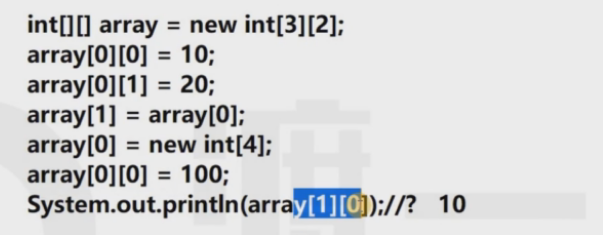 int[][] array = new int[3][2];
array[0][0] = 10;
array[0][1] = 20;
array[1] = array[0];
array[0] = new int[4];
array[0][0] = 100;
System.out.println(array[1][0]);//? 10